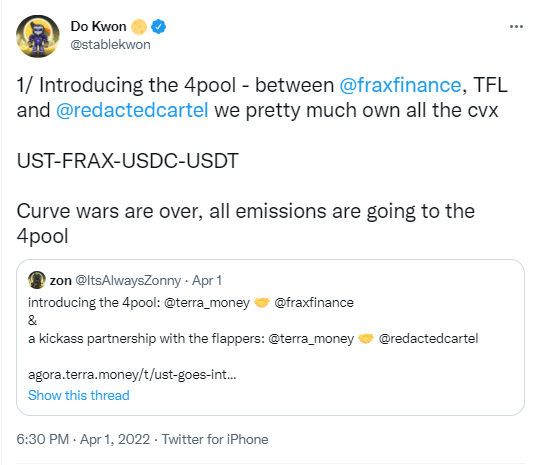 Do Kwon
@stablekwon
1/ Introducing the 4pool - between @fraxfinance, TFL
and @redactedcartel we pretty much own all the cvx
UST-FRAX-USDC-USDT
Curve wars are over, all emissions are going to the
4pool
zon @ItsAlwaysZonny · Apr 1
introducing the 4pool: @terra_money 🤝 @fraxfinance
&
a kickass partnership with the flappers: @terra_money 🤝 @redactedcartel
agora.terra.money/t/ust-goes-int...
Show this thread
6:30 PM · Apr 1, 2022 · Twitter for iPhone